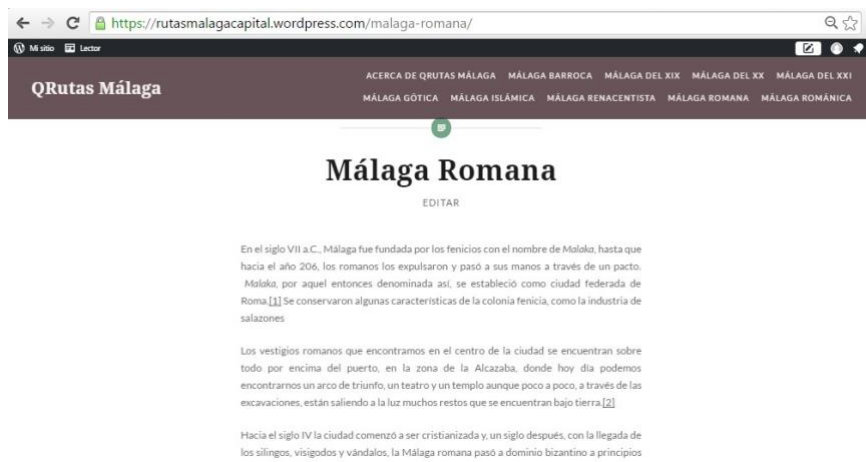 https://rutasmalagacapital.wordpress.com/malaga-romana/
Mi sitio Lector
QRutas Málaga
ACERCA DE QRUTAS MÁLAGA MÁLAGA BARROCA MÁLAGA DEL XIX MÁLAGA DEL XX MÁLAGA DEL XXI
MÁLAGA GÓTICA MÁLAGA ISLÁMICA MÁLAGA RENACENTISTA MÁLAGA ROMANA MÁLAGA ROMÁNICA
Málaga Romana
EDITAR
En el siglo VII a.C., Málaga fue fundada por los fenicios con el nombre de Malaka, hasta que
hacia el año 206, los romanos los expulsaron y pasó a sus manos a través de un pacto.
Malaka, por aquel entonces denominada así, se estableció como ciudad federada de
Roma.[1] Se conservaron algunas características de la colonia fenicia, como la industria de
salazones
Los vestigios romanos que encontramos en el centro de la ciudad se encuentran sobre
todo por encima del puerto, en la zona de la Alcazaba, donde hoy día podemos
encontrarnos un arco de triunfo, un teatro y un templo aunque poco a poco, a través de las
excavaciones, están saliendo a la luz muchos restos que se encuentran bajo tierra.[2]
Hacia el siglo IV la ciudad comenzó a ser cristianizada y, un siglo después, con la llegada de
los silingos, visigodos y vándalos, la Málaga romana pasó a dominio bizantino a principios